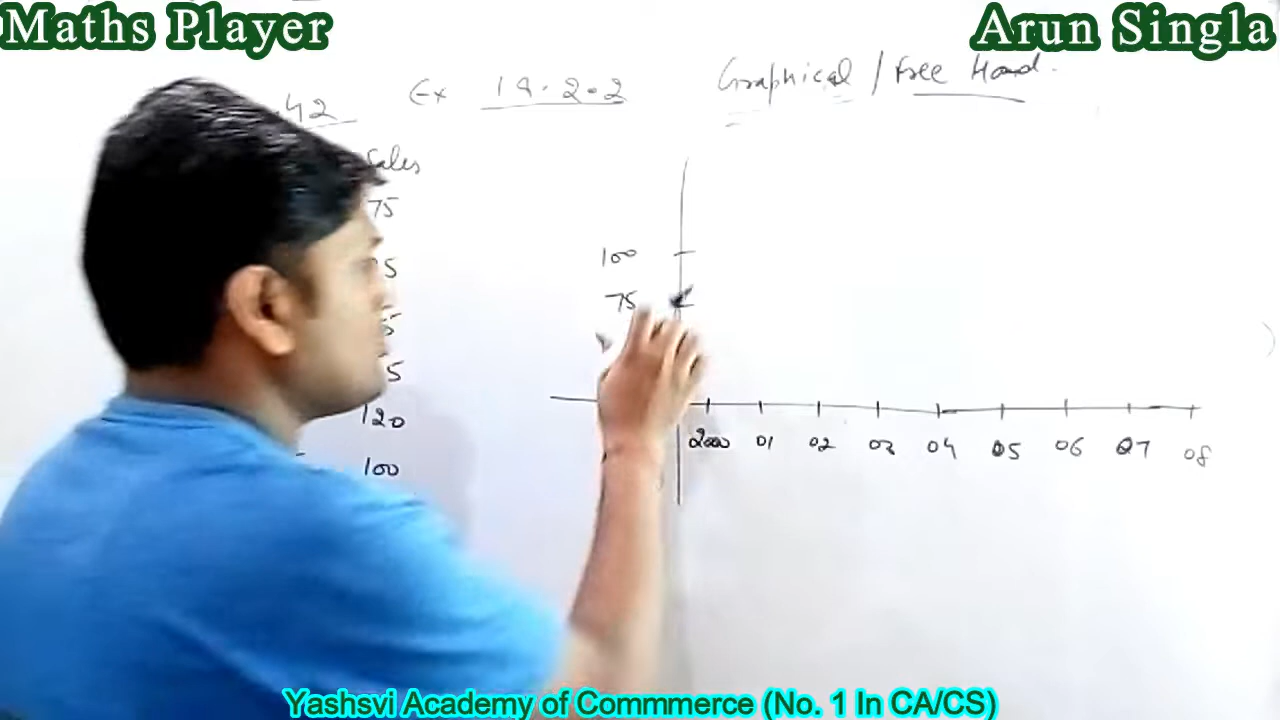 Maths Player
Arun Singla
42
Ex 19.2.2
Graphical / Free Hand.
Sales
75
5
5
5
120
100
100
75
2000 01 02 03 04 05 06 07 08
Yashsvi Academy of Commmerce (No. 1 In CA/CS)